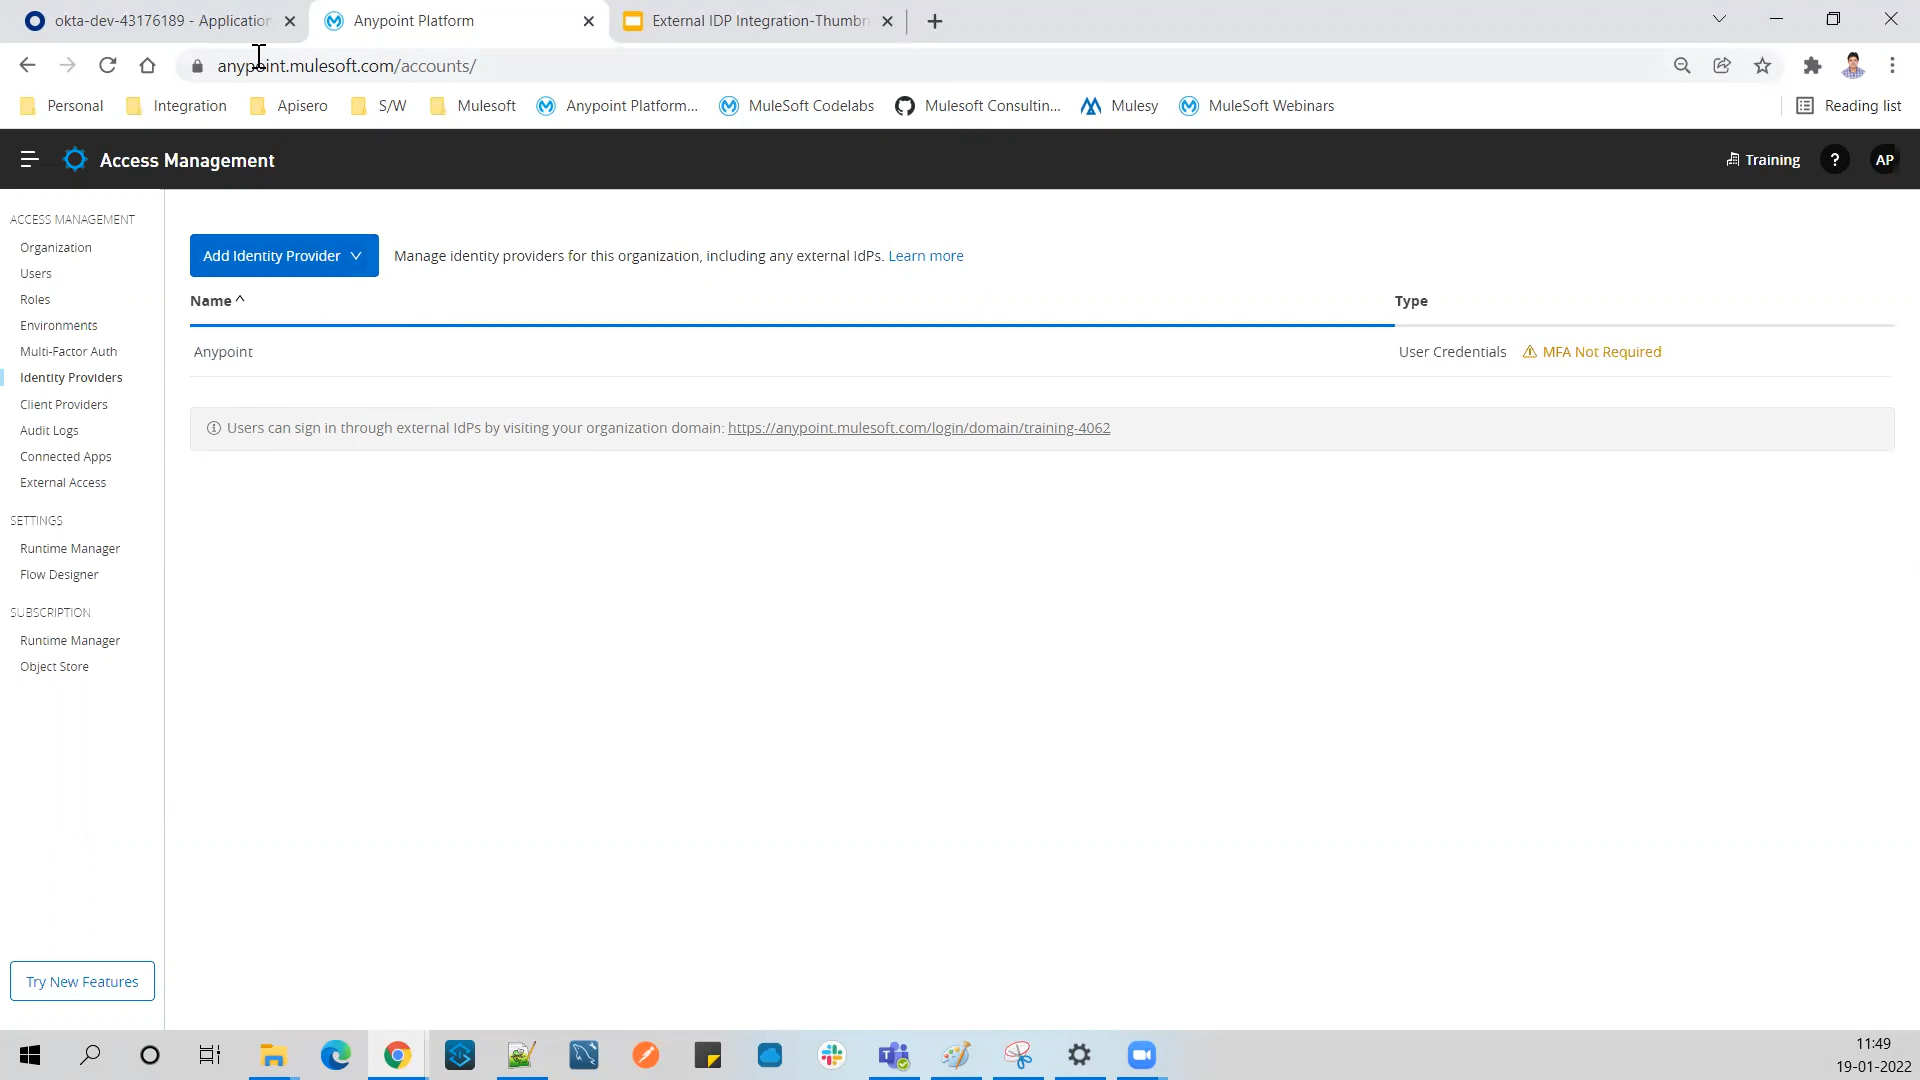 okta-dev-43176189 - Application
Anypoint Platform
External IDP Integration-Thumbn
anypoint.mulesoft.com/accounts/
Personal
Integration
Apisero
S/W
Mulesoft
Anypoint Platform...
MuleSoft Codelabs
Mulesoft Consultin...
Mulesy
MuleSoft Webinars
Reading list
Access Management
Training
?
AP
ACCESS MANAGEMENT
Organization
Users
Roles
Environments
Multi-Factor Auth
Identity Providers
Client Providers
Audit Logs
Connected Apps
External Access
SETTINGS
Runtime Manager
Flow Designer
SUBSCRIPTION
Runtime Manager
Object Store
Try New Features
Add Identity Provider
Manage identity providers for this organization, including any external IdPs. Learn more
Name
Type
Anypoint
User Credentials
MFA Not Required
Users can sign in through external IdPs by visiting your organization domain: https://anypoint.mulesoft.com/login/domain/training-4062
11:49
19-01-2022